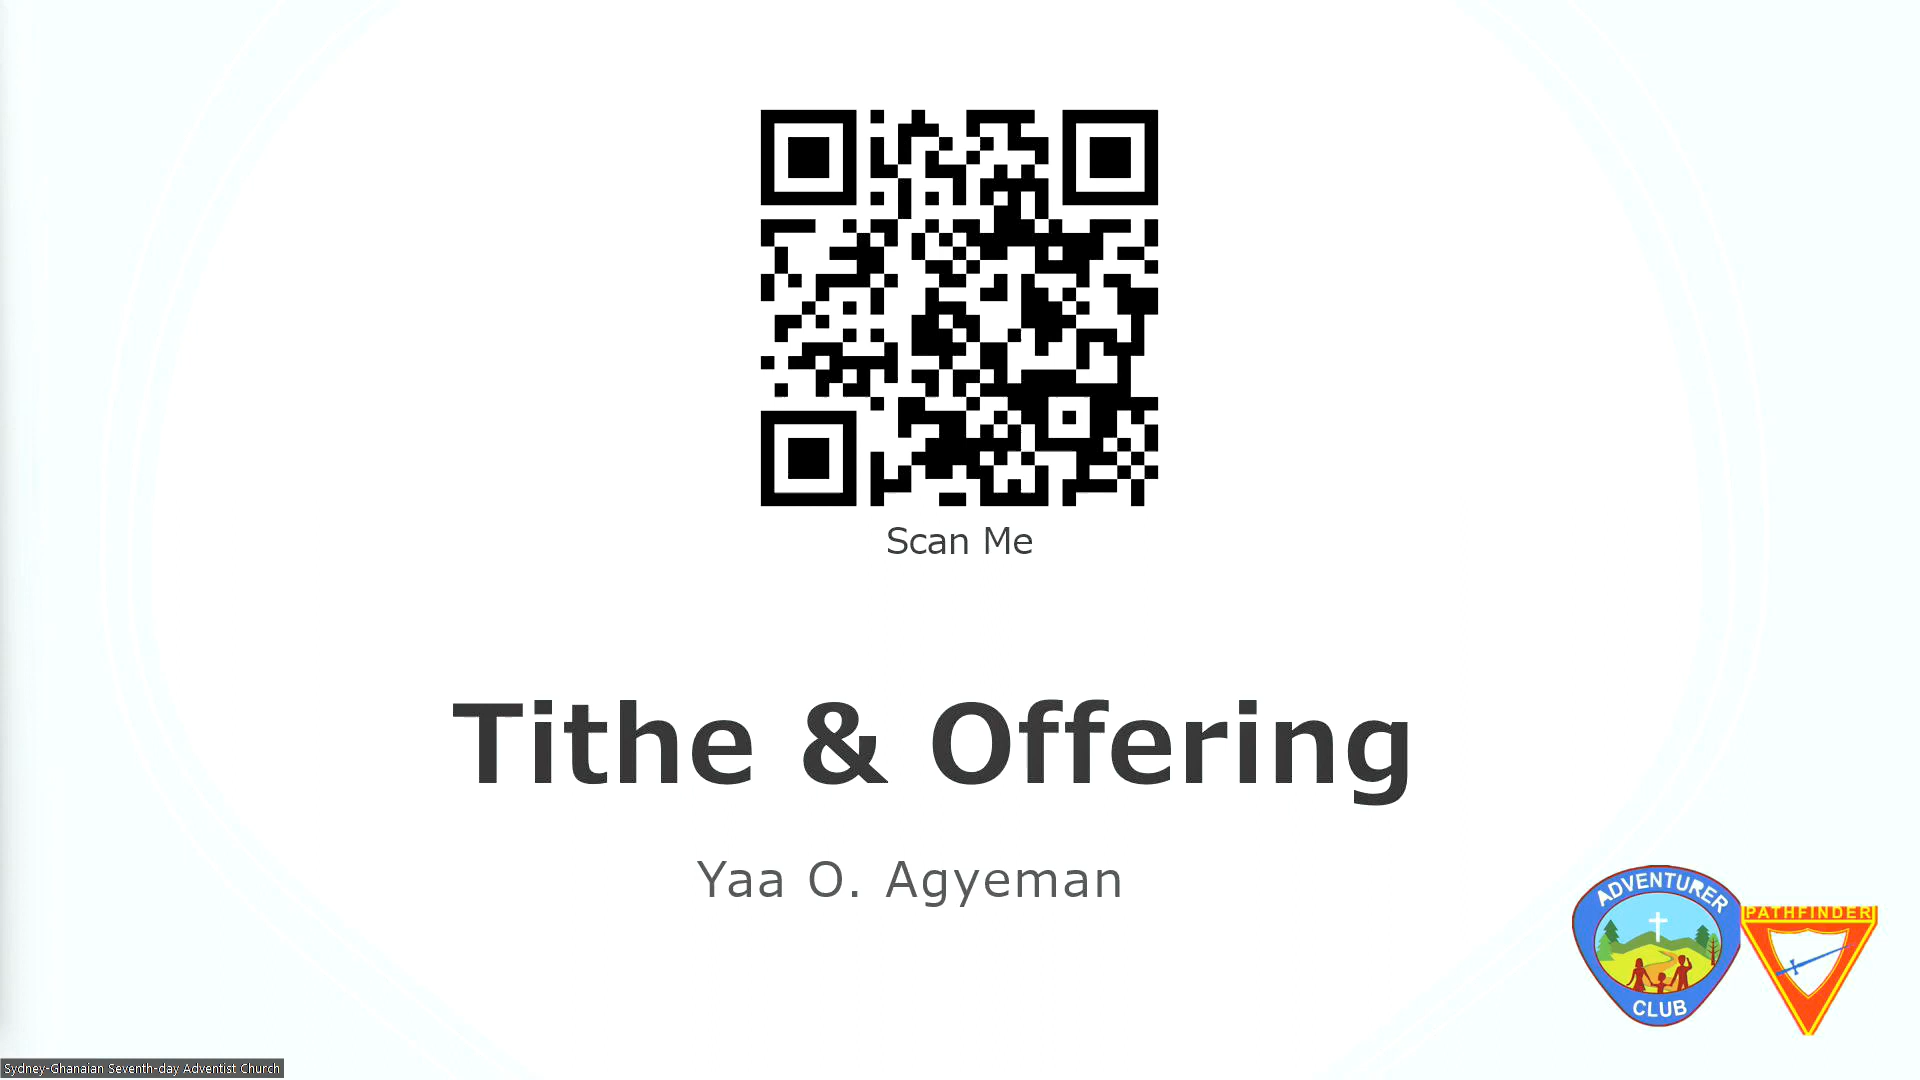 Scan Me
Tithe & Offering
Yaa O. Agyeman
ADVENTURER
CLUB
PATHFINDER
Sydney-Ghanaian Seventh-day Adventist Church